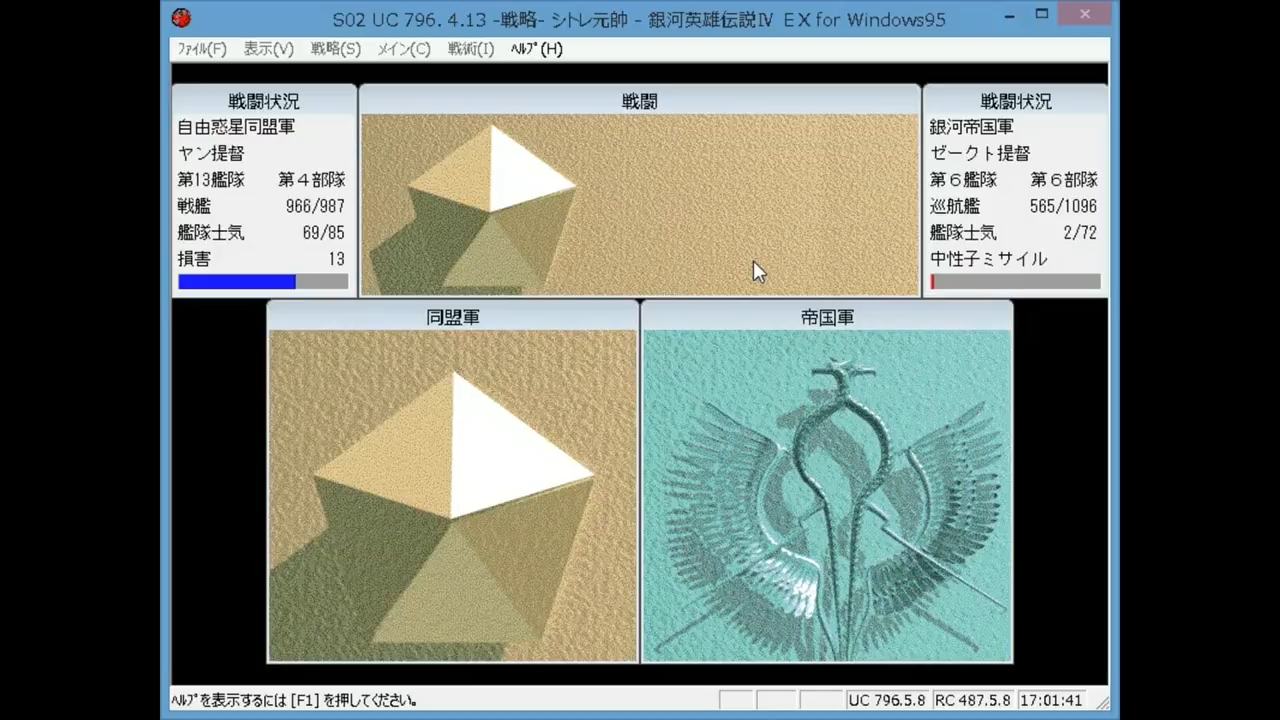 S02 UC 796. 4.13 -戦略- シトレ元帥 - 銀河英雄伝説Ⅳ EX for Windows95
ﾌｧｲﾙ(F) 表示(V) 戦略(S) メイン(C) 戦術(I) ﾍﾙﾌﾟ(H)
戦闘状況
自由惑星同盟軍
ヤン提督
第13艦隊 第４部隊
戦艦 966/987
艦隊士気 69/85
損害 13
戦闘
戦闘状況
銀河帝国軍
ゼークト提督
第６艦隊 第６部隊
巡航艦 565/1096
艦隊士気 2/72
中性子ミサイル
同盟軍
帝国軍
ﾍﾙﾌﾟを表示するには [F1] を押してください。
UC 796.5.8 RC 487.5.8 17:01:41